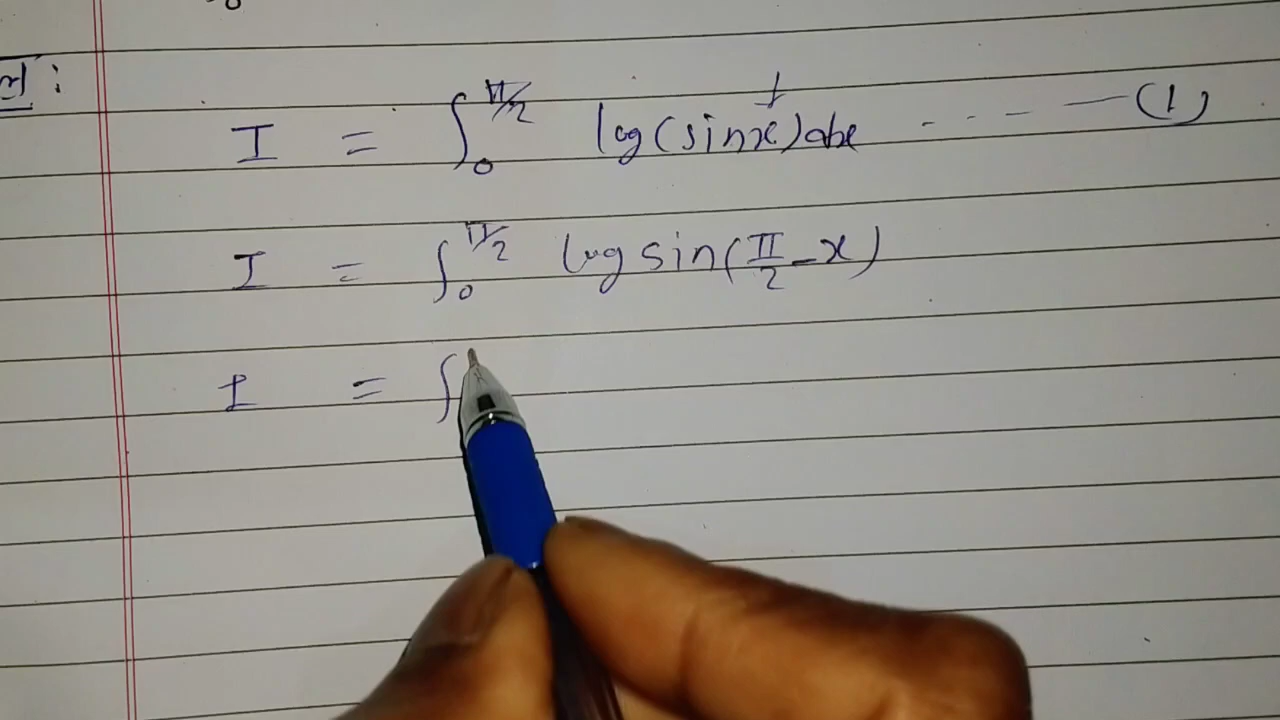 I = ∫₀^π/2 log(sinx)dx - - - — (1)
I = ∫₀^π/2 log sin(π/2 - x)
I = ∫